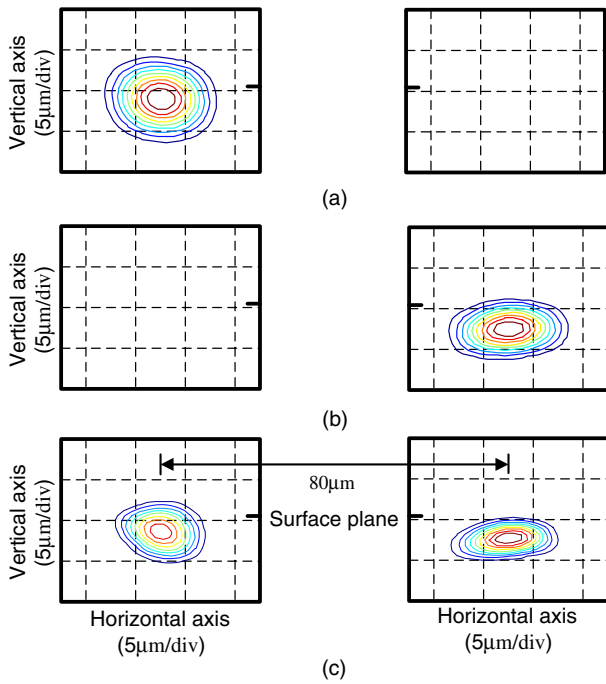 Vertical axis
(5μm/div)
(a)
Vertical axis
(5μm/div)
(b)
Vertical axis
(5μm/div)
80μm
Surface plane
Horizontal axis
(5μm/div)
Horizontal axis
(5μm/div)
(c)